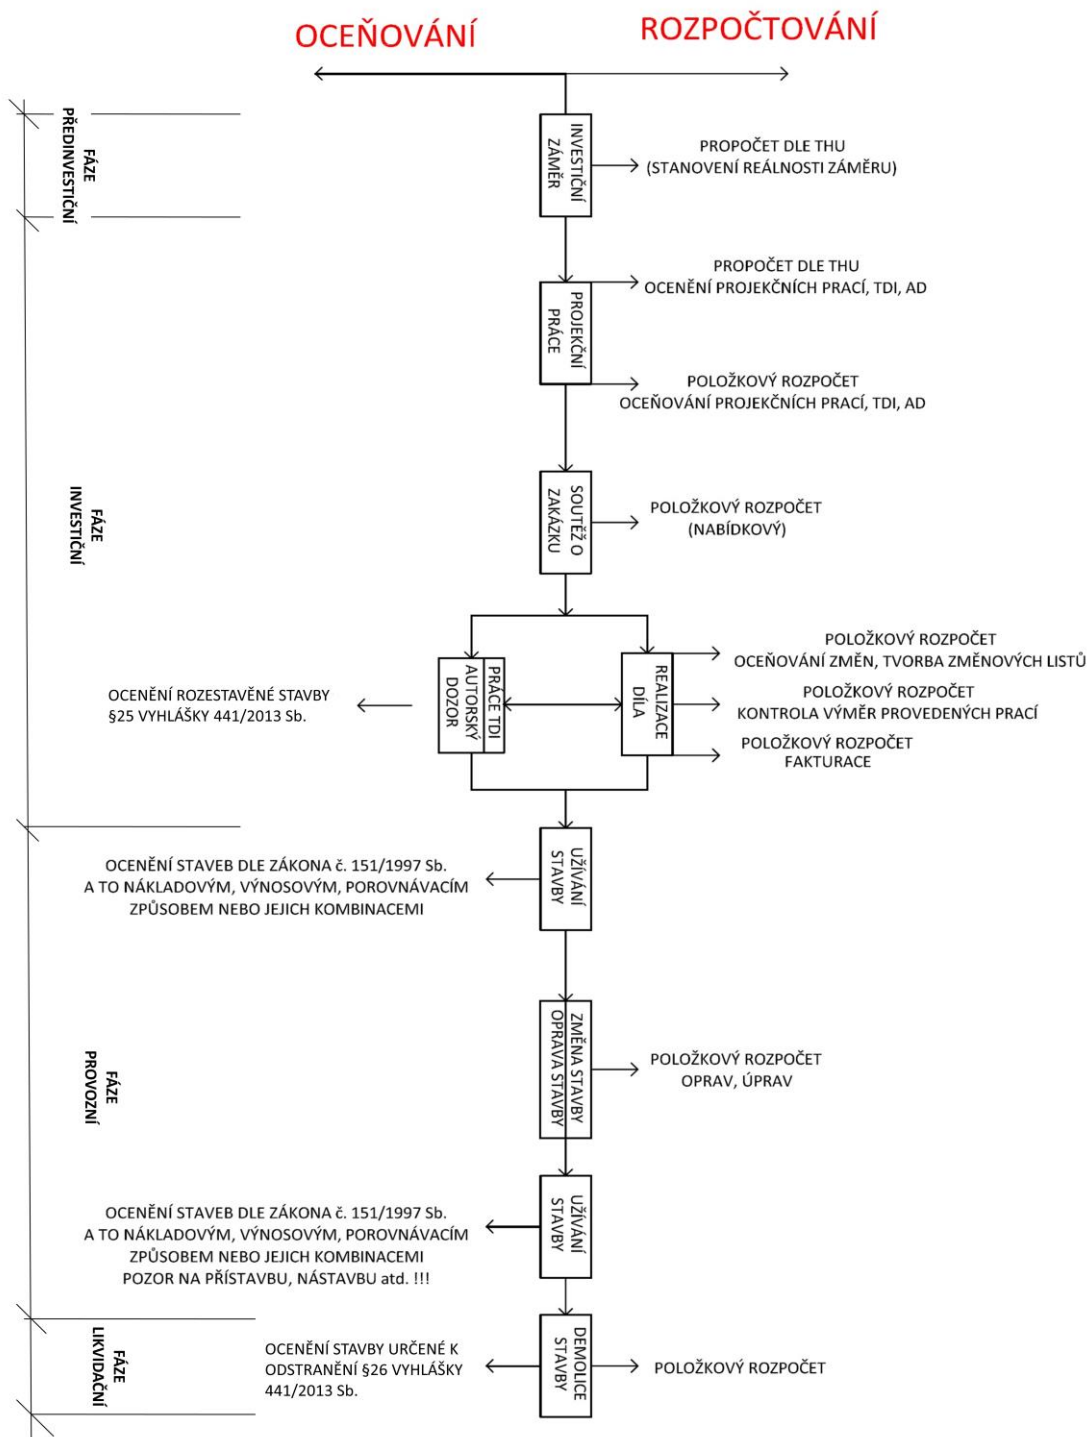 OCEŇOVÁNÍ
ROZPOČTOVÁNÍ
FÁZE
PŘEDINVESTIČNÍ
INVESTIČNÍ
ZÁMĚR
PROPOČET DLE THU
(STANOVENÍ REÁLNOSTI ZÁMĚRU)
FÁZE
INVESTIČNÍ
PROJEKČNÍ
PRÁCE
PROPOČET DLE THU
OCENĚNÍ PROJEKČNÍCH PRACÍ, TDI, AD
POLOŽKOVÝ ROZPOČET
OCEŇOVÁNÍ PROJEKČNÍCH PRACÍ, TDI, AD
SOUTĚŽ O
ZAKÁZKU
POLOŽKOVÝ ROZPOČET
(NABÍDKOVÝ)
OCENĚNÍ ROZESTAVĚNÉ STAVBY
§25 VYHLÁŠKY 441/2013 Sb.
PRÁCE TDI
AUTORSKÝ
DOZOR
REALIZACE
DÍLA
POLOŽKOVÝ ROZPOČET
OCEŇOVÁNÍ ZMĚN, TVORBA ZMĚNOVÝCH LISTŮ
POLOŽKOVÝ ROZPOČET
KONTROLA VÝMĚR PROVEDENÝCH PRACÍ
POLOŽKOVÝ ROZPOČET
FAKTURACE
FÁZE
PROVOZNÍ
OCENĚNÍ STAVEB DLE ZÁKONA č. 151/1997 Sb.
A TO NÁKLADOVÝM, VÝNOSOVÝM, POROVNÁVACÍM
ZPŮSOBEM NEBO JEJICH KOMBINACEMI
UŽÍVÁNÍ
STAVBY
ZMĚNA STAVBY
OPRAVA STAVBY
POLOŽKOVÝ ROZPOČET
OPRAV, ÚPRAV
OCENĚNÍ STAVEB DLE ZÁKONA č. 151/1997 Sb.
A TO NÁKLADOVÝM, VÝNOSOVÝM, POROVNÁVACÍM
ZPŮSOBEM NEBO JEJICH KOMBINACEMI
POZOR NA PŘÍSTAVBU, NÁSTAVBU atd. !!!
UŽÍVÁNÍ
STAVBY
FÁZE
LIKVIDAČNÍ
OCENĚNÍ STAVBY URČENÉ K
ODSTRANĚNÍ §26 VYHLÁŠKY
441/2013 Sb.
DEMOLICE
STAVBY
POLOŽKOVÝ ROZPOČET